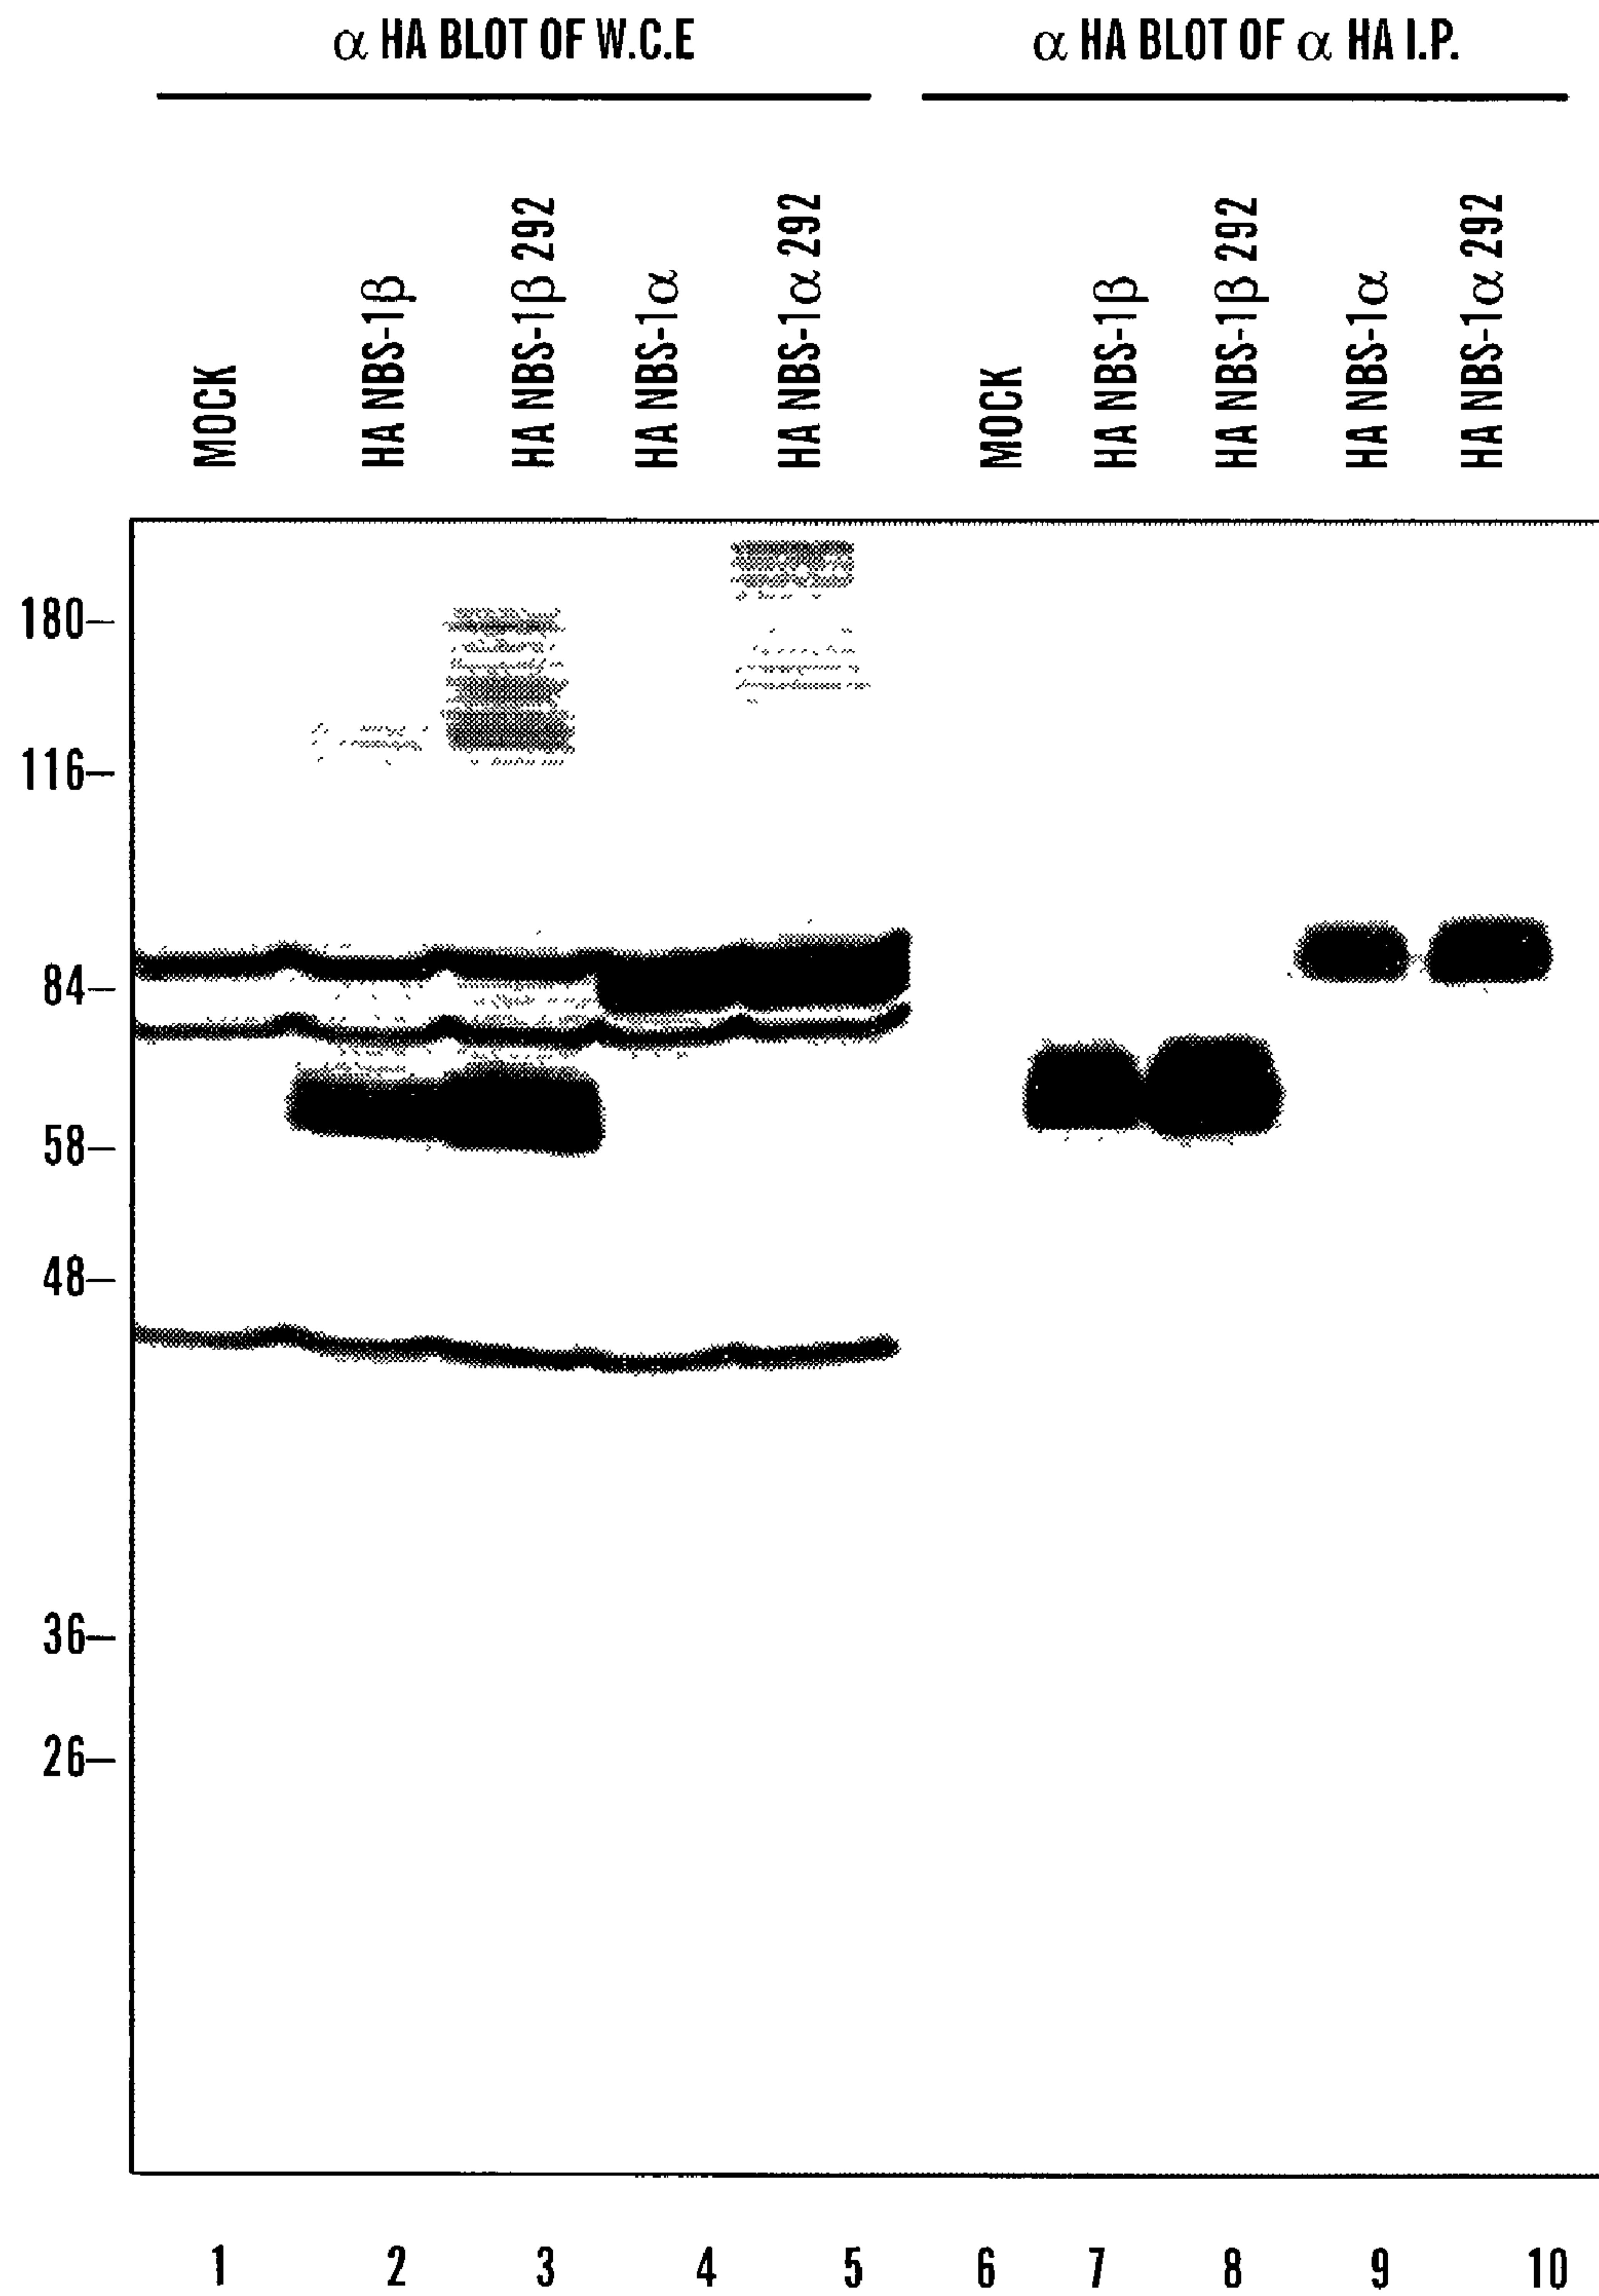 α HA BLOT OF W.C.E
α HA BLOT OF α HA I.P.
MOCK
HA NBS-1β
HA NBS-1β 292
HA NBS-1α
HA NBS-1α 292
MOCK
HA NBS-1β
HA NBS-1β 292
HA NBS-1α
HA NBS-1α 292
180–
116–
84–
58–
48–
36–
26–
1 2 3 4 5 6 7 8 9 10